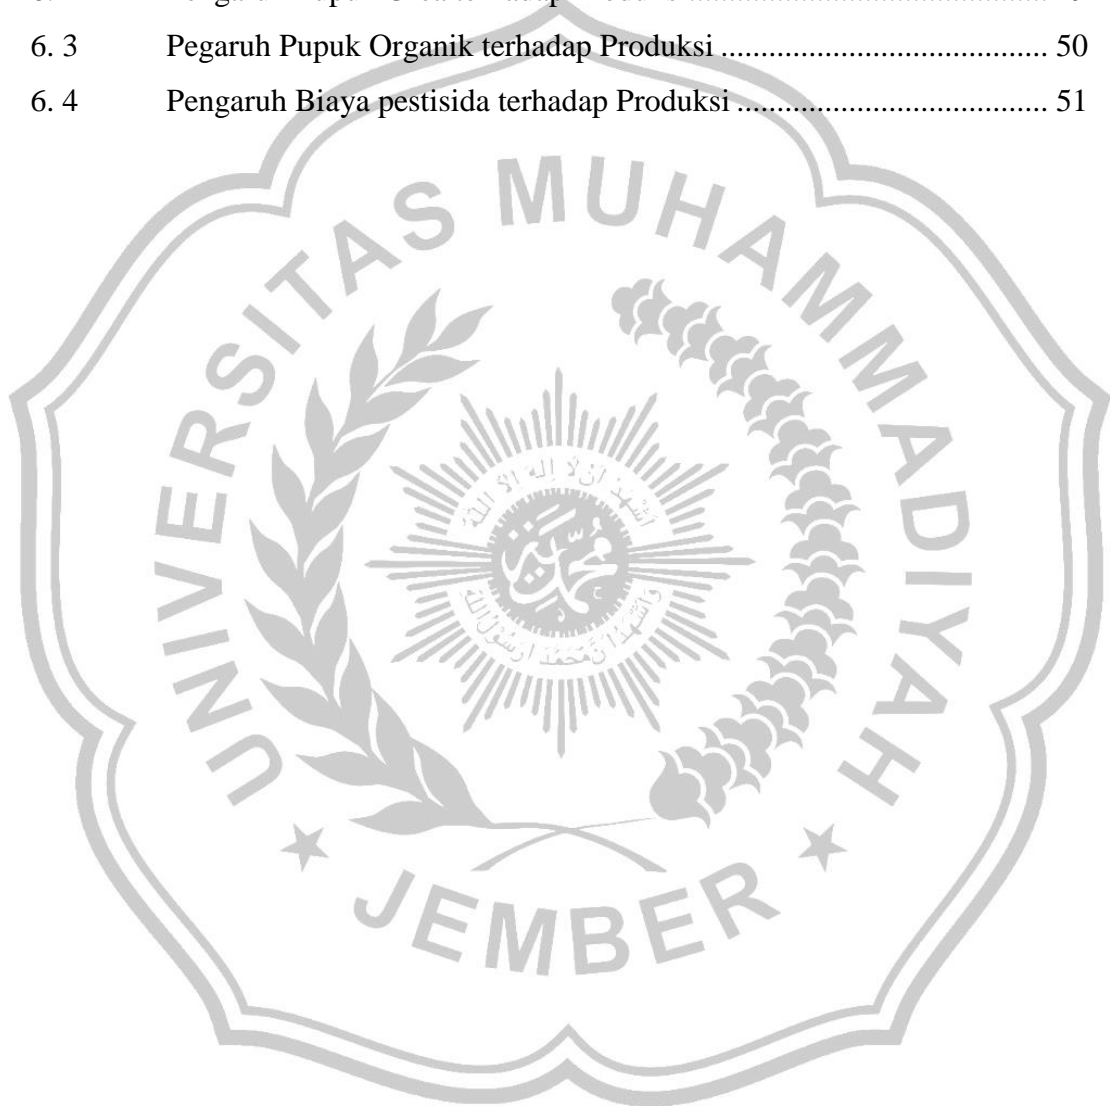 6. 3 Pegaruh Pupuk Organik terhadap Produksi ......................................... 50
6. 4 Pengaruh Biaya pestisida terhadap Produksi ....................................... 51
UNIVERSITAS MUHAMMADIYAH
JEMBER